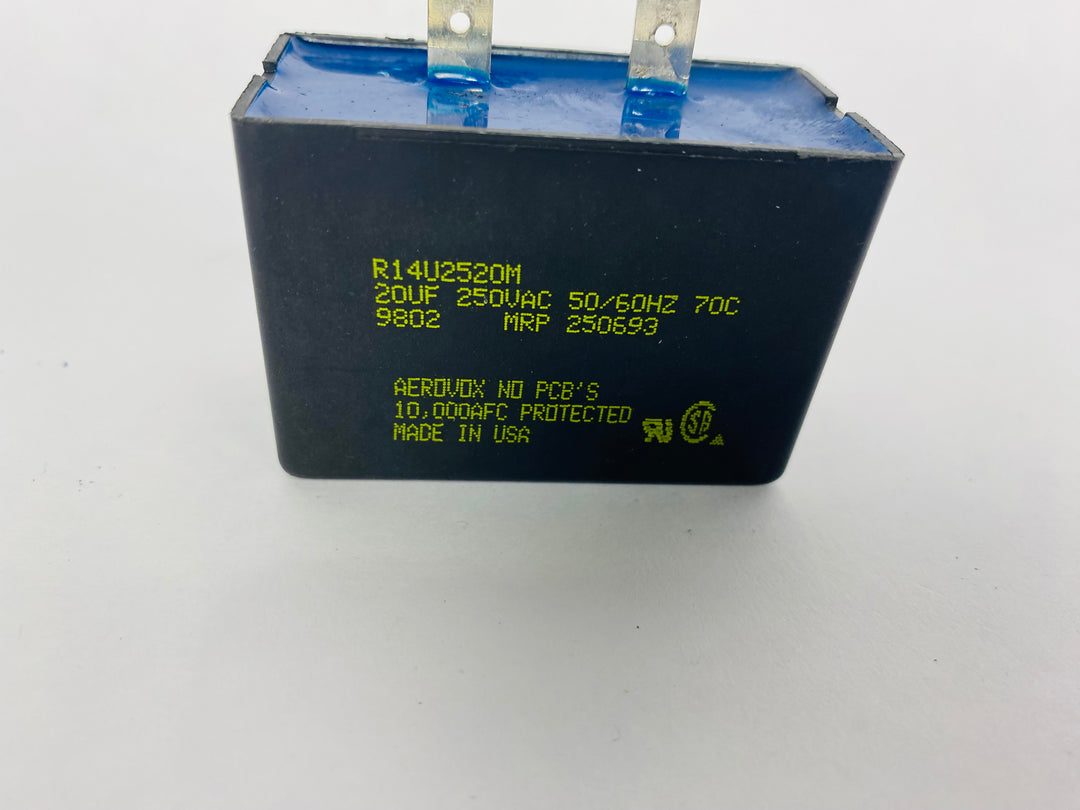 R14U2520M
20UF 250VAC 50/60HZ 70C
9802 MRP 250693
AEROVOX NO PCB'S
10,000AFC PROTECTED
MADE IN USA